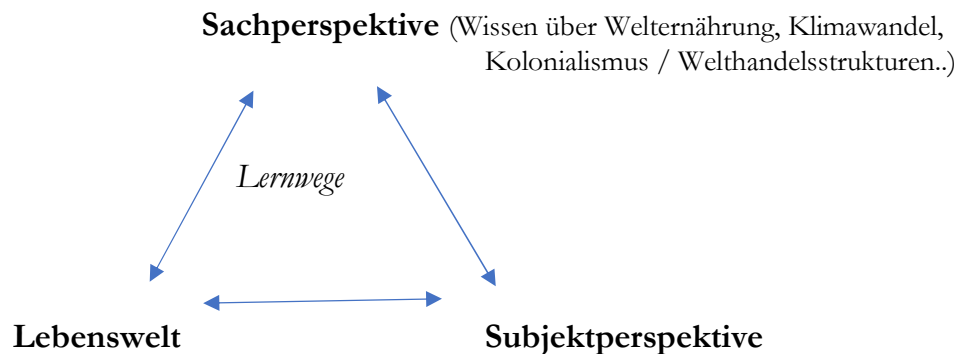 Sachperspektive (Wissen über Welternährung, Klimawandel,
Kolonialismus / Welthandelsstrukturen..)
Lernwege
Lebenswelt Subjektperspektive